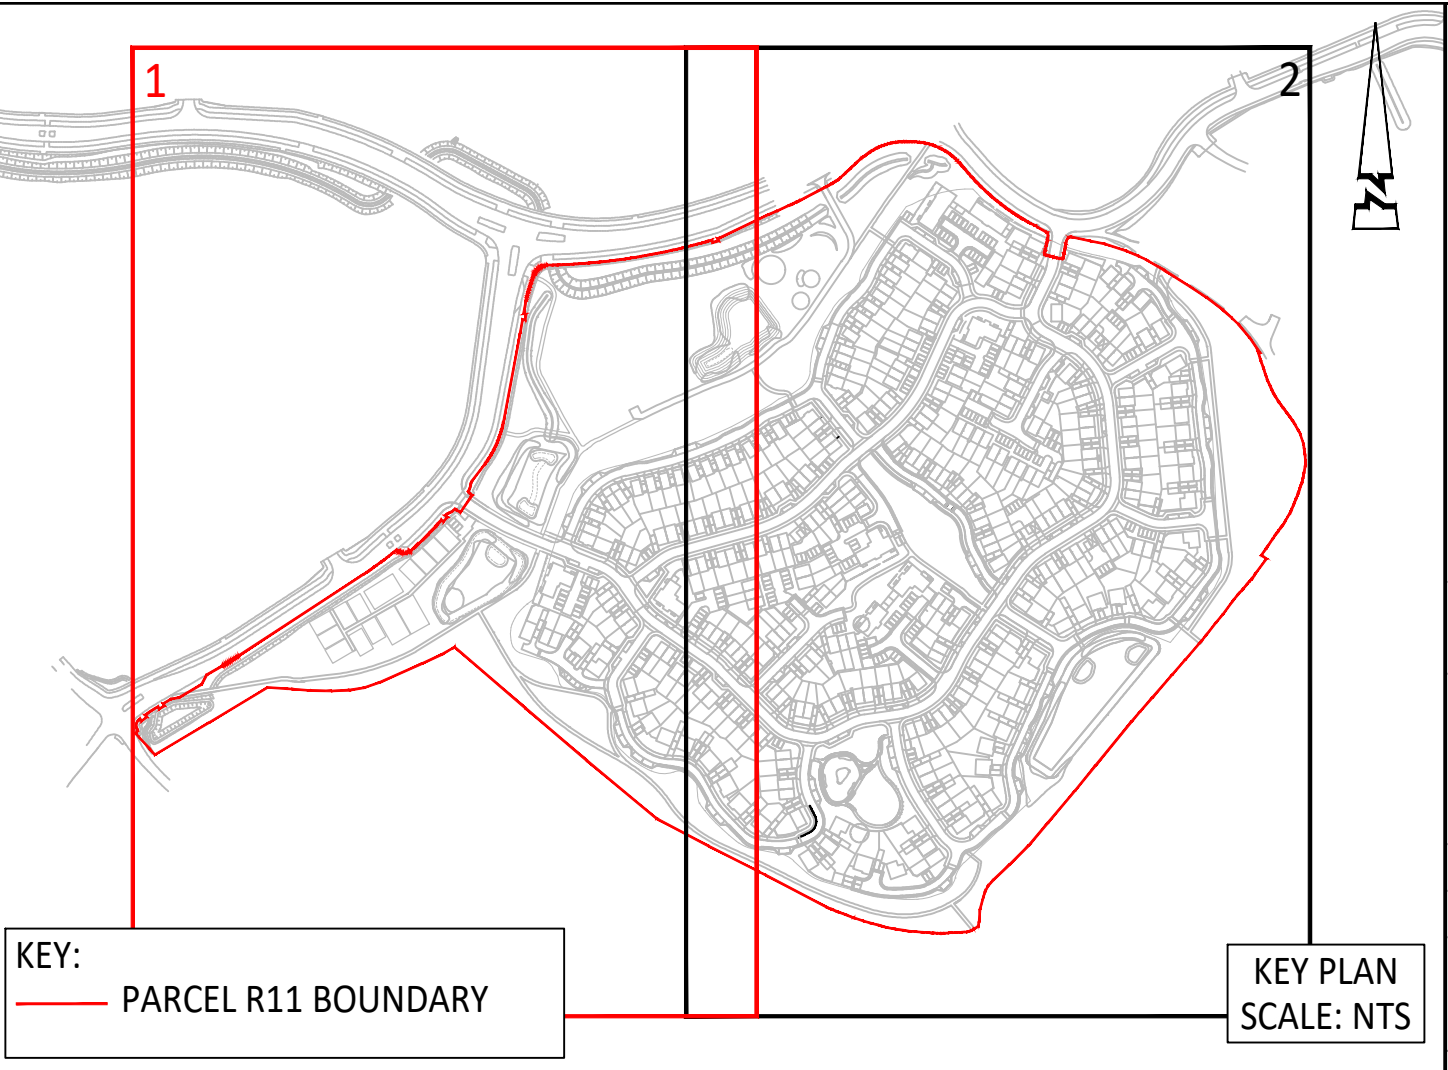 1
2
N
KEY:
PARCEL R11 BOUNDARY
KEY PLAN
SCALE: NTS